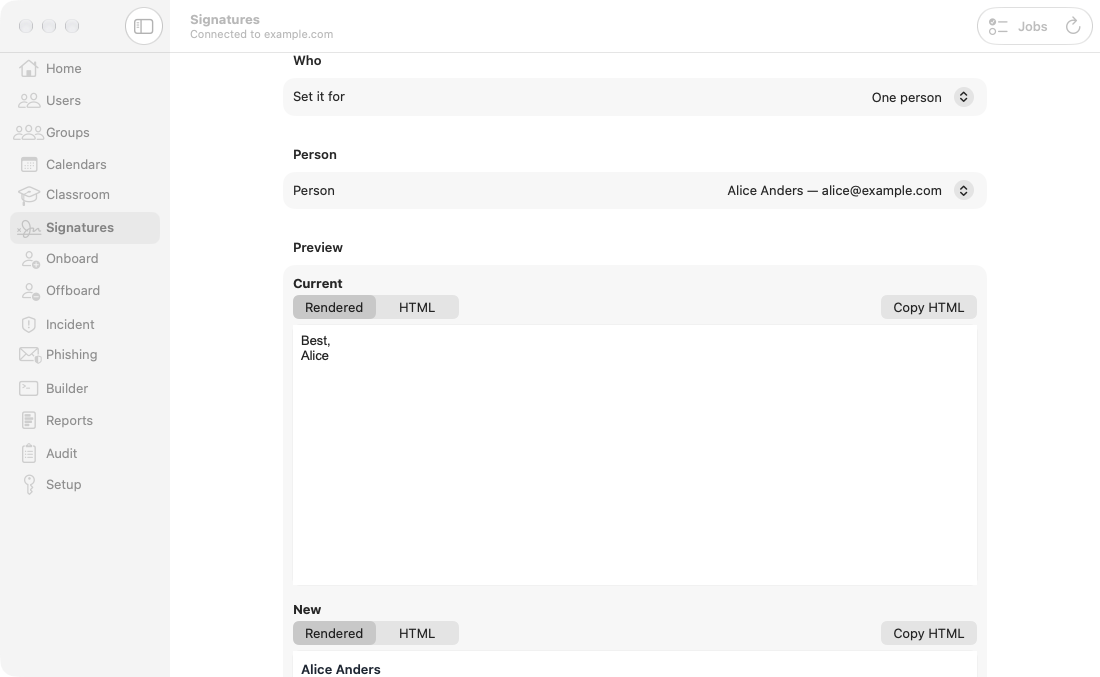 Signatures
Connected to example.com
Jobs
Home
Users
Groups
Calendars
Classroom
Signatures
Onboard
Offboard
Incident
Phishing
Builder
Reports
Audit
Setup
Who
Set it for
One person
Person
Person
Alice Anders — alice@example.com
Preview
Current
Rendered
HTML
Copy HTML
Best,
Alice
New
Rendered
HTML
Copy HTML
Alice Anders